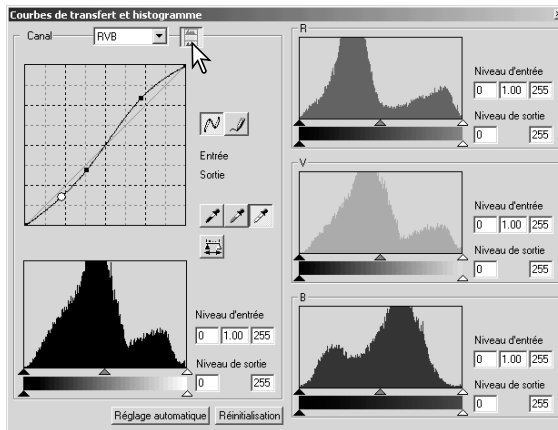 Courbes de transfert et histogramme
Canal RVB
Entrée
Sortie
Niveau d'entrée
0 1.00 255
Niveau de sortie
0 255
Réglage automatique Réinitialisation
R
Niveau d'entrée
0 1.00 255
Niveau de sortie
0 255
V
Niveau d'entrée
0 1.00 255
Niveau de sortie
0 255
B
Niveau d'entrée
0 1.00 255
Niveau de sortie
0 255